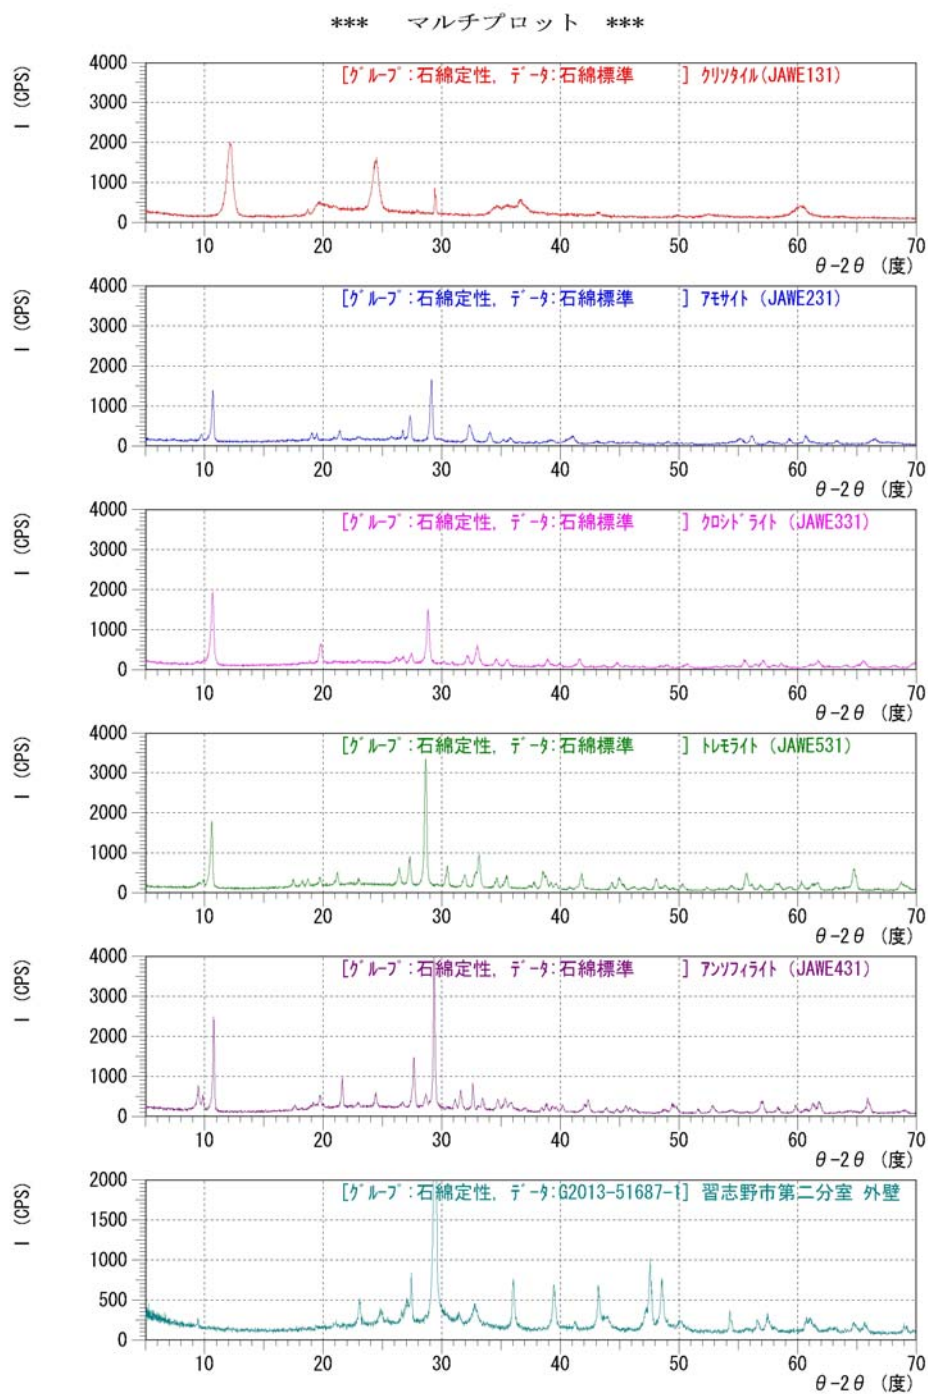 *** マルチプロット ***
I (CPS)
4000
[グループ:石綿定性, データ:石綿標準 ] クリソタイル(JAWE131)
3000
2000
1000
0
10 20 30 40 50 60 70
θ-2θ (度)
I (CPS)
4000
[グループ:石綿定性, データ:石綿標準 ] アモサイト (JAWE231)
3000
2000
1000
0
10 20 30 40 50 60 70
θ-2θ (度)
I (CPS)
4000
[グループ:石綿定性, データ:石綿標準 ] クロシドライト (JAWE331)
3000
2000
1000
0
10 20 30 40 50 60 70
θ-2θ (度)
I (CPS)
4000
[グループ:石綿定性, データ:石綿標準 ] トレモライト (JAWE531)
3000
2000
1000
0
10 20 30 40 50 60 70
θ-2θ (度)
I (CPS)
4000
[グループ:石綿定性, データ:石綿標準 ] アンソフィライト (JAWE431)
3000
2000
1000
0
10 20 30 40 50 60 70
θ-2θ (度)
I (CPS)
2000
[グループ:石綿定性, データ:G2013-51687-1] 習志野市第二分室 外壁
1500
1000
500
0
10 20 30 40 50 60 70
θ-2θ (度)